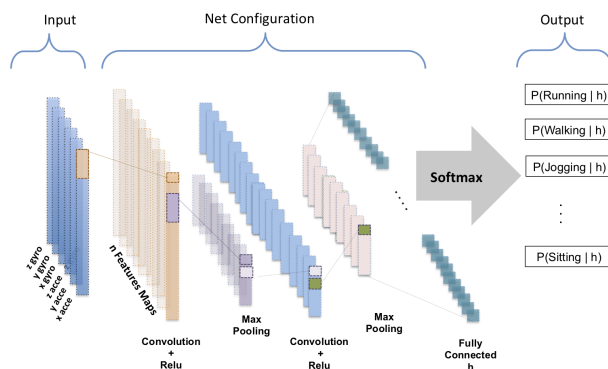 Input
Net Configuration
Output
z gyro
y gyro
x gyro
z acce
y acce
x acce
n Features Maps
Convolution
+
Relu
Max
Pooling
Convolution
+
Relu
Max
Pooling
Fully
Connected
h
Softmax
P(Running | h)
P(Walking | h)
P(Jogging | h)
P(Sitting | h)